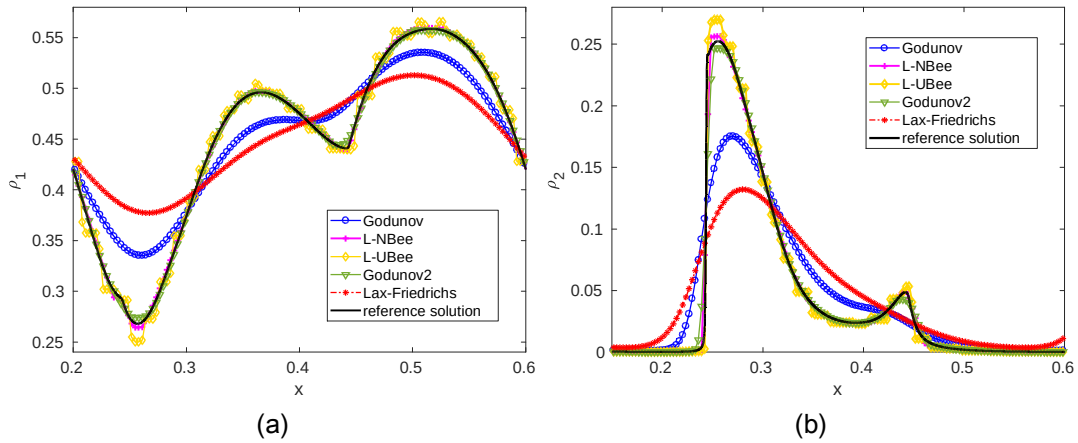 0.55
0.5
0.45
0.4
0.35
0.3
0.25
ρ1
0.2
0.3
0.4
0.5
0.6
x
Godunov
L-NBee
L-UBee
Godunov2
Lax-Friedrichs
reference solution
(a)
0.25
0.2
0.15
0.1
0.05
0
ρ2
0.2
0.3
0.4
0.5
0.6
x
Godunov
L-NBee
L-UBee
Godunov2
Lax-Friedrichs
reference solution
(b)